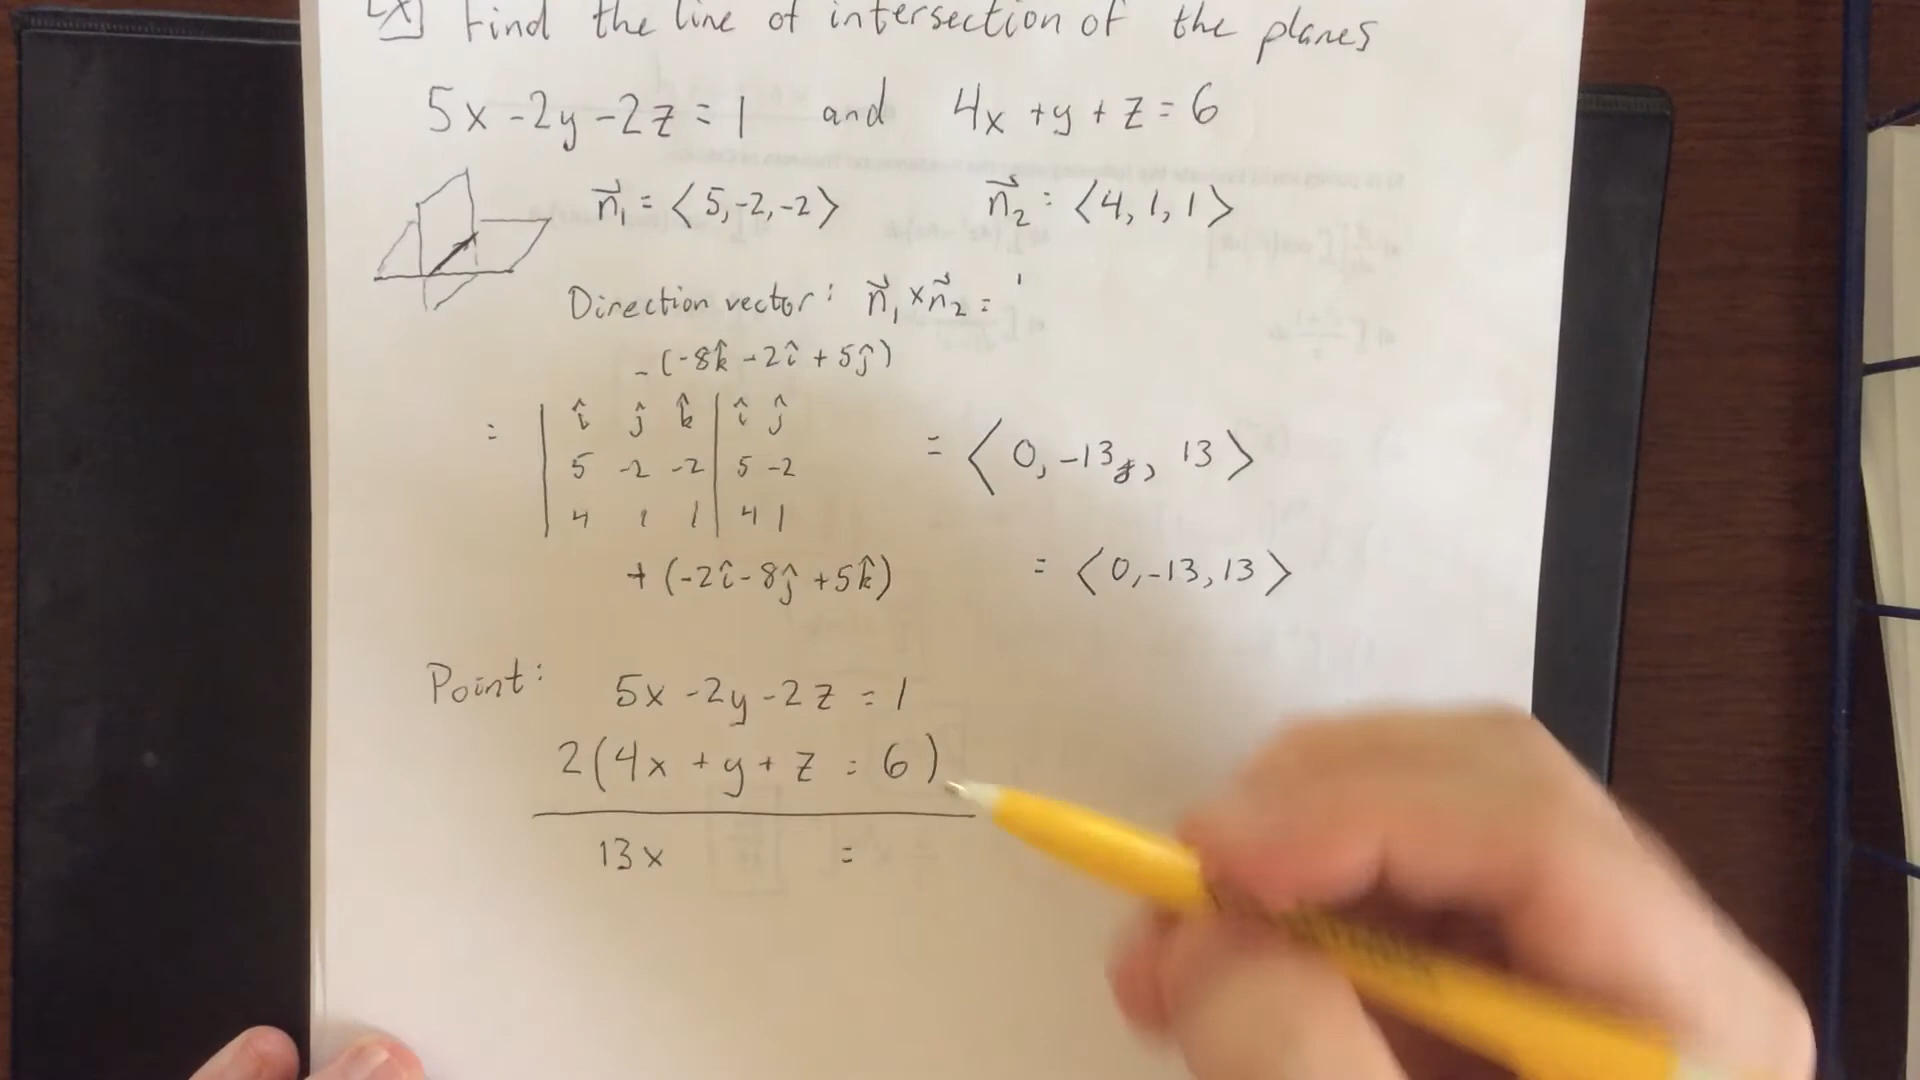 Ex] Find the line of intersection of the planes
5x -2y -2z = 1 and 4x + y + z = 6
n⃗₁ = ⟨5, -2, -2⟩ n⃗₂ = ⟨4, 1, 1⟩
Direction vector: n⃗₁ × n⃗₂ =
- (-8k̂ - 2î + 5ĵ)
= | î ĵ k̂ | î ĵ
5 -2 -2 | 5 -2
4 1 1 | 4 1
= ⟨0, -13, 13⟩
+ (-2î - 8ĵ + 5k̂)
= ⟨0, -13, 13⟩
Point: 5x -2y -2z = 1
2(4x + y + z = 6)
13x =